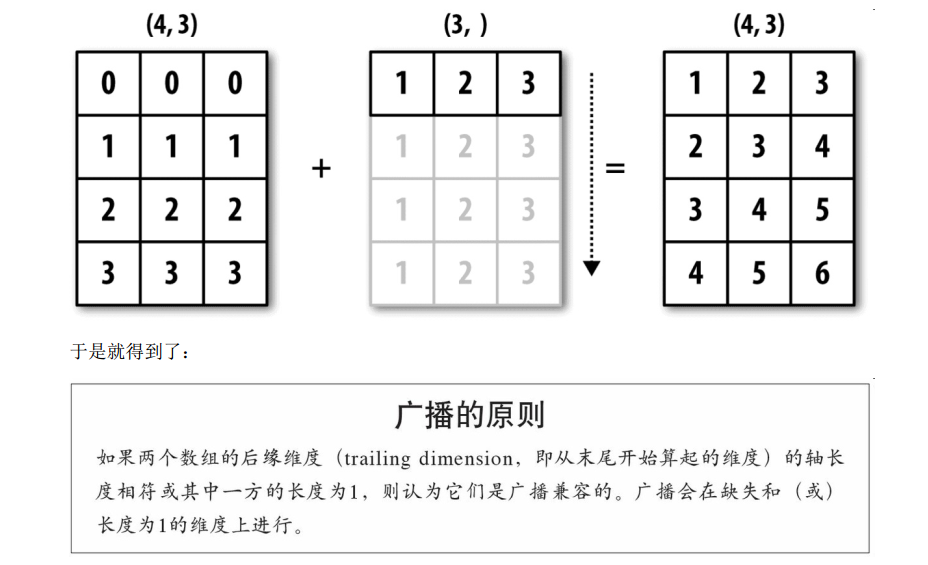 (4, 3) (3, ) (4, 3)
0 0 0 1 2 3 1 2 3
1 1 1 1 2 3 2 3 4
+ =
2 2 2 1 2 3 3 4 5
3 3 3 1 2 3 4 5 6
于是就得到了：
广播的原则
如果两个数组的后缘维度（trailing dimension，即从末尾开始算起的维度）的轴长
度相符或其中一方的长度为1，则认为它们是广播兼容的。广播会在缺失和（或）
长度为1的维度上进行。